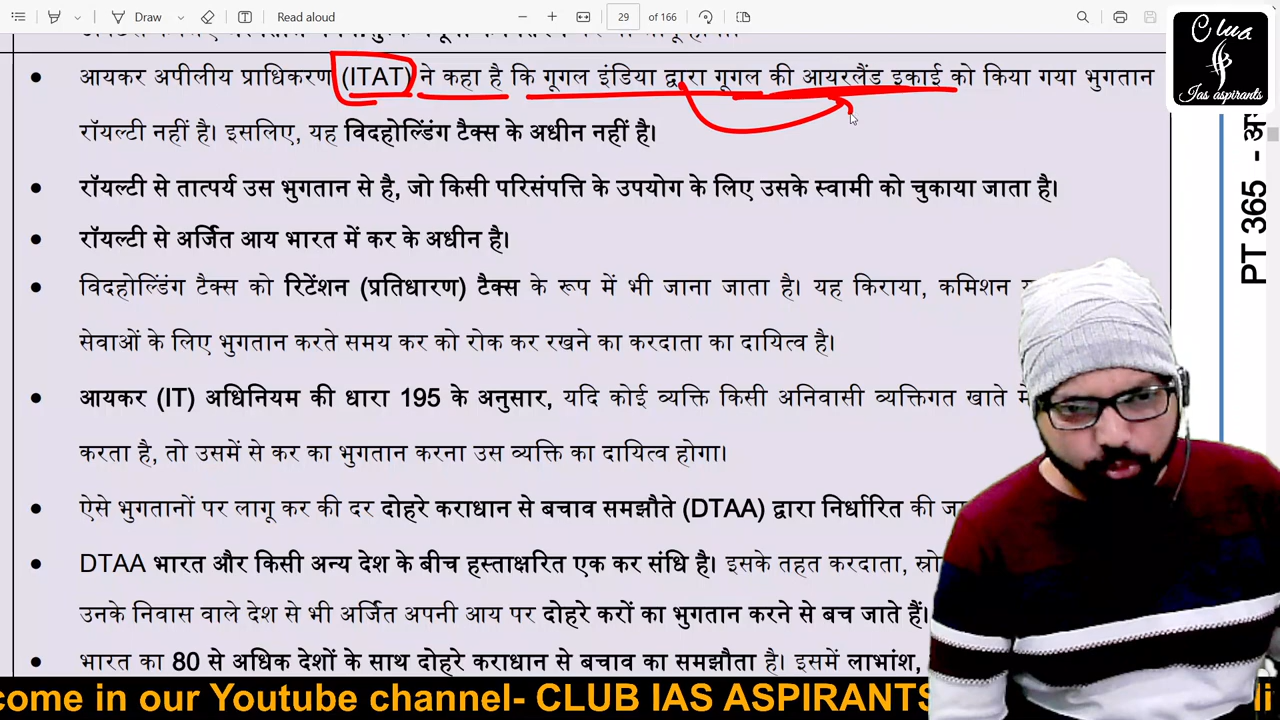 Draw
Read aloud
29 of 166
Club
Ias aspirants
आयकर अपीलीय प्राधिकरण (ITAT) ने कहा है कि गूगल इंडिया द्वारा गूगल की आयरलैंड इकाई को किया गया भुगतान
रॉयल्टी नहीं है। इसलिए, यह विदहोल्डिंग टैक्स के अधीन नहीं है।
रॉयल्टी से तात्पर्य उस भुगतान से है, जो किसी परिसंपत्ति के उपयोग के लिए उसके स्वामी को चुकाया जाता है।
रॉयल्टी से अर्जित आय भारत में कर के अधीन है।
विदहोल्डिंग टैक्स को रिटेंशन (प्रतिधारण) टैक्स के रूप में भी जाना जाता है। यह किराया, कमिशन
सेवाओं के लिए भुगतान करते समय कर को रोक कर रखने का करदाता का दायित्व है।
आयकर (IT) अधिनियम की धारा 195 के अनुसार, यदि कोई व्यक्ति किसी अनिवासी व्यक्तिगत खाते
करता है, तो उसमें से कर का भुगतान करना उस व्यक्ति का दायित्व होगा।
ऐसे भुगतानों पर लागू कर की दर दोहरे कराधान से बचाव समझौते (DTAA) द्वारा निर्धारित की
DTAA भारत और किसी अन्य देश के बीच हस्ताक्षरित एक कर संधि है। इसके तहत करदाता,
उनके निवास वाले देश से भी अर्जित अपनी आय पर दोहरे करों का भुगतान करने से बच जाते हैं।
भारत का 80 से अधिक देशों के साथ दोहरे कराधान से बचाव का समझौता है। इसमें लाभांश,
PT 365 -
come in our Youtube channel- CLUB IAS ASPIRANTS